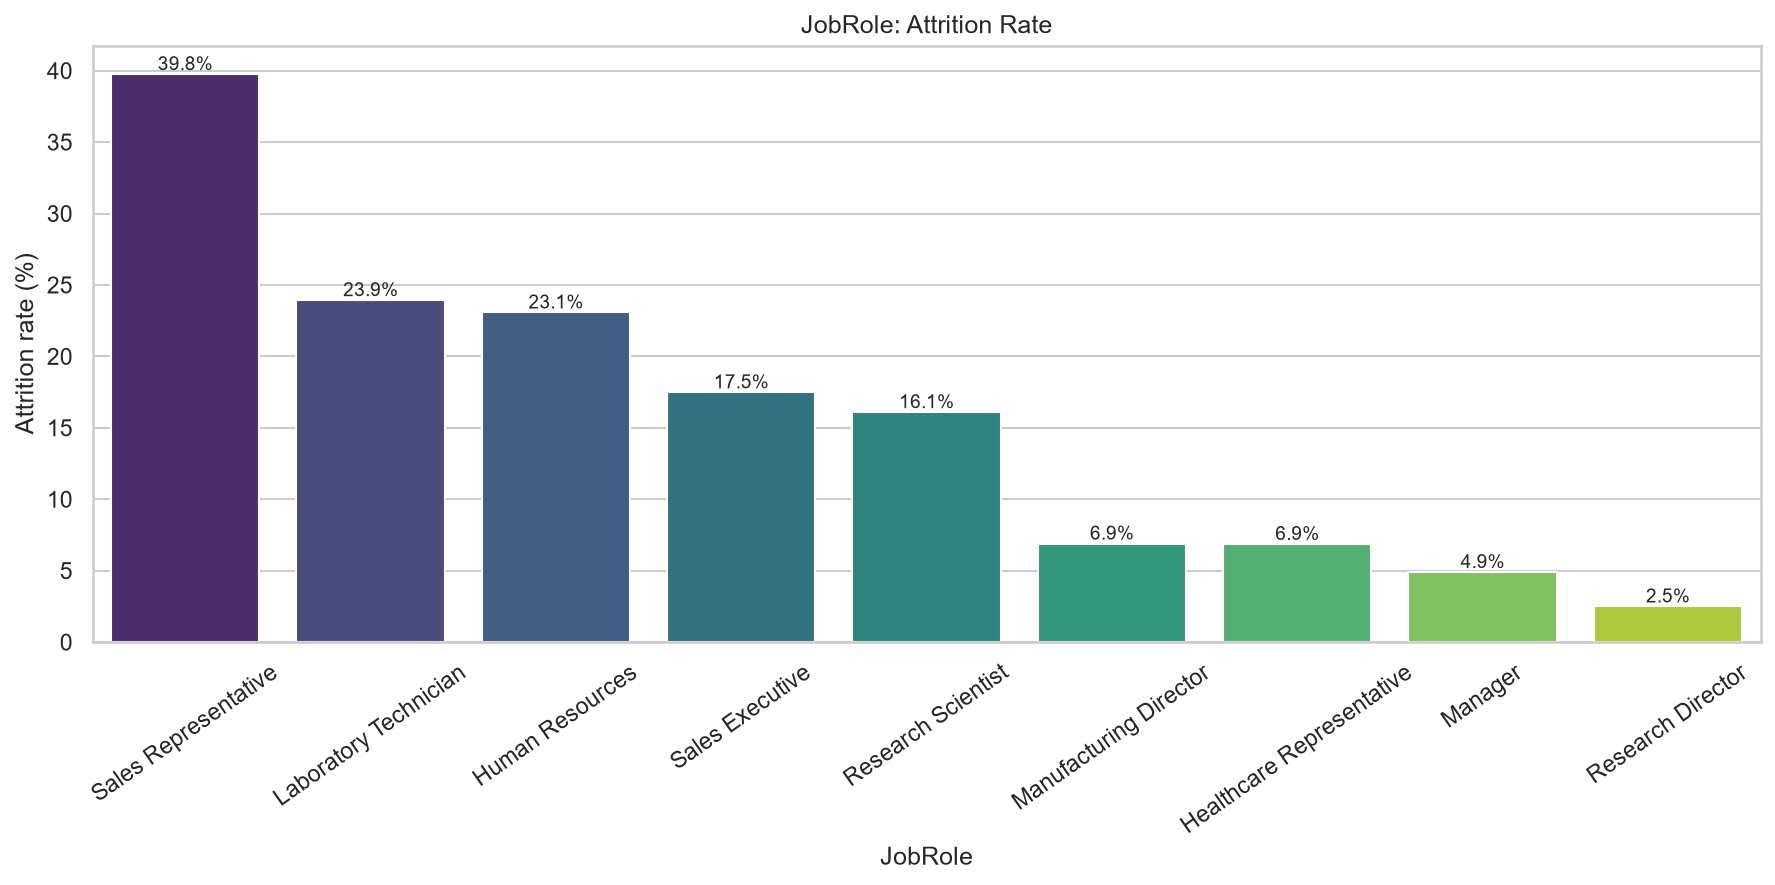 JobRole: Attrition Rate
Attrition rate (%)
40
35
30
25
20
15
10
5
0
39.8%
23.9%
23.1%
17.5%
16.1%
6.9%
6.9%
4.9%
2.5%
Sales Representative
Laboratory Technician
Human Resources
Sales Executive
Research Scientist
Manufacturing Director
Healthcare Representative
Manager
Research Director
JobRole